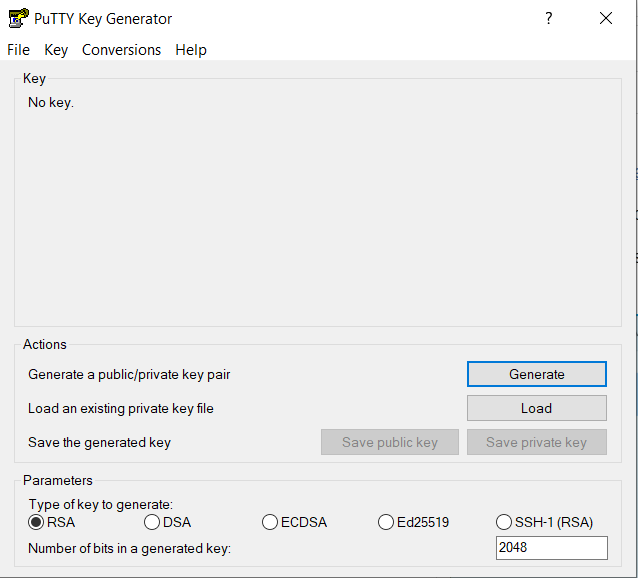 PuTTY Key Generator ?
File Key Conversions Help
Key
No key.
Actions
Generate a public/private key pair Generate
Load an existing private key file Load
Save the generated key Save public key Save private key
Parameters
Type of key to generate:
RSA DSA ECDSA Ed25519 SSH-1 (RSA)
Number of bits in a generated key: 2048